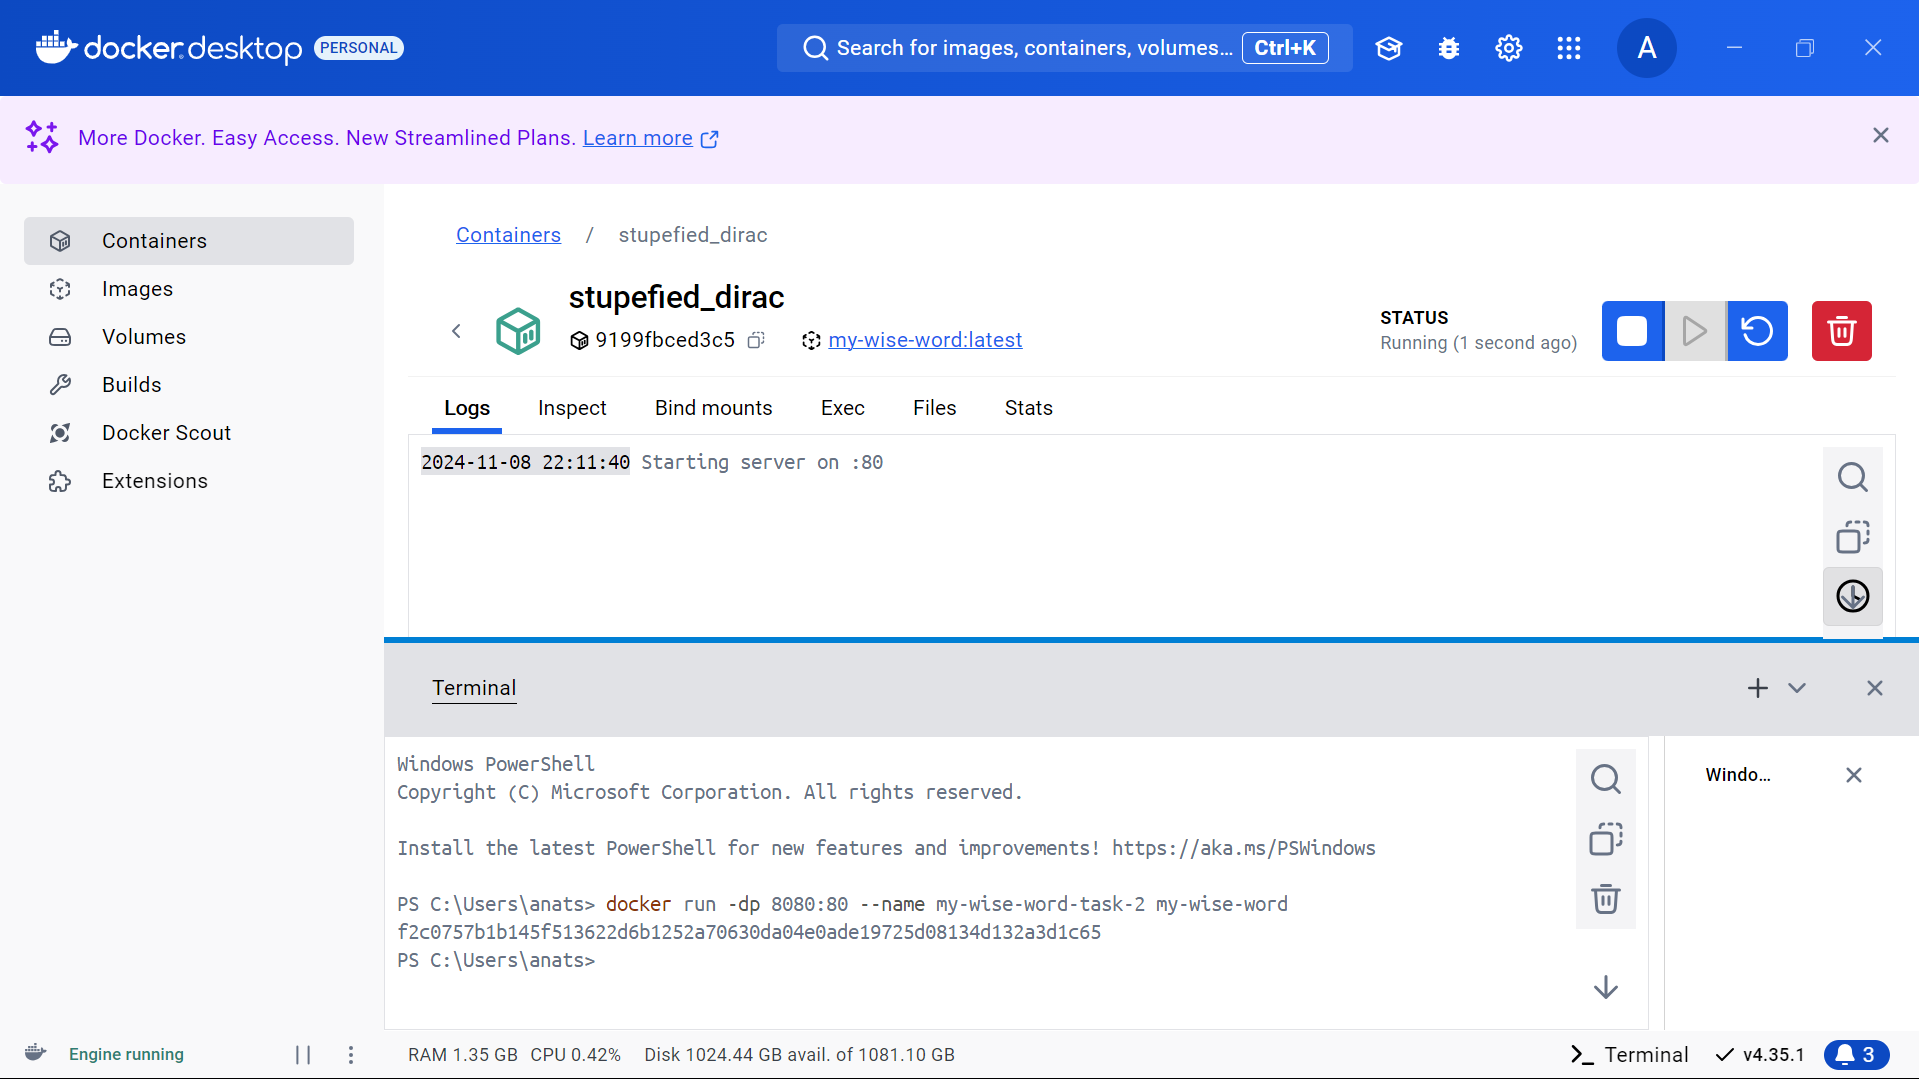 docker desktop PERSONAL
Search for images, containers, volumes... Ctrl+K
A
More Docker. Easy Access. New Streamlined Plans. Learn more
Containers
Images
Volumes
Builds
Docker Scout
Extensions
Containers / stupefied_dirac
stupefied_dirac
9199fbced3c5 my-wise-word:latest
STATUS
Running (1 second ago)
Logs Inspect Bind mounts Exec Files Stats
2024-11-08 22:11:40 Starting server on :80
Terminal
Windows PowerShell
Copyright (C) Microsoft Corporation. All rights reserved.
Install the latest PowerShell for new features and improvements! https://aka.ms/PSWindows
PS C:\Users\anats> docker run -dp 8080:80 --name my-wise-word-task-2 my-wise-word
f2c0757b1b145f513622d6b1252a70630da04e0ade19725d08134d132a3d1c65
PS C:\Users\anats>
Windo...
Engine running
RAM 1.35 GB CPU 0.42% Disk 1024.44 GB avail. of 1081.10 GB
Terminal v4.35.1 3